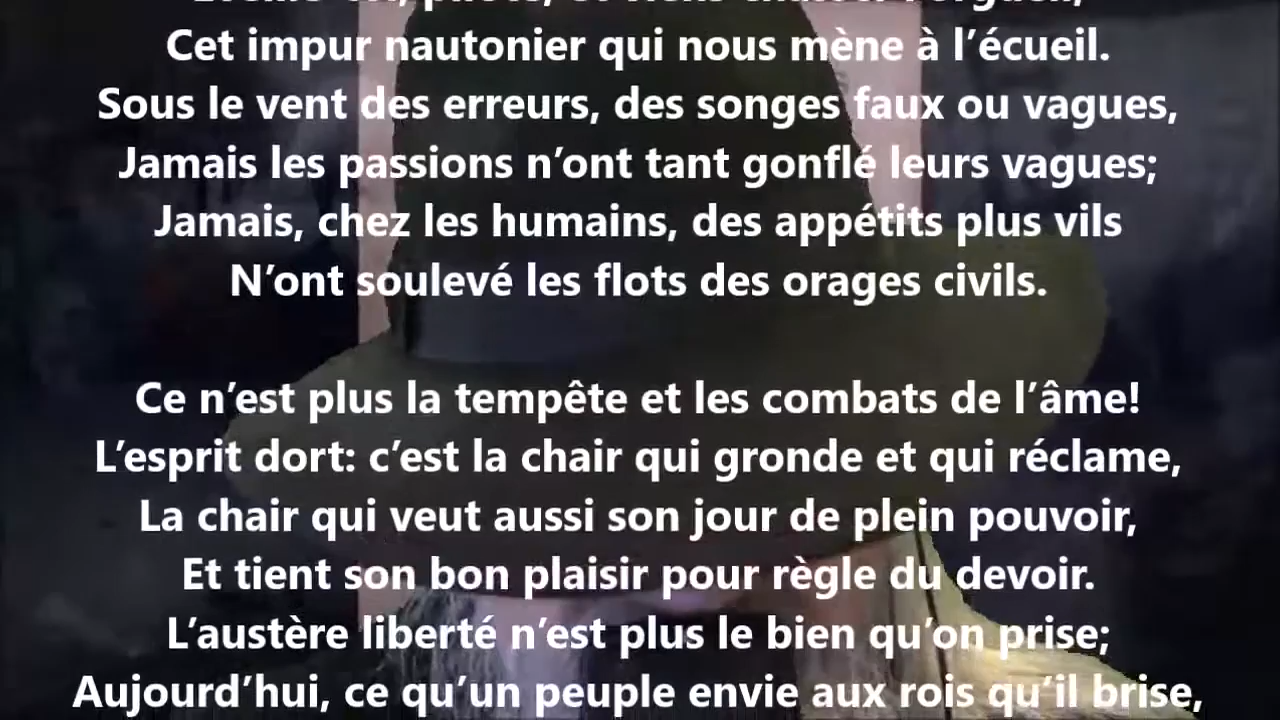 Cet impur nautonier qui nous mène à l’écueil.
Sous le vent des erreurs, des songes faux ou vagues,
Jamais les passions n’ont tant gonflé leurs vagues;
Jamais, chez les humains, des appétits plus vils
N’ont soulevé les flots des orages civils.
Ce n’est plus la tempête et les combats de l’âme!
L’esprit dort: c’est la chair qui gronde et qui réclame,
La chair qui veut aussi son jour de plein pouvoir,
Et tient son bon plaisir pour règle du devoir.
L’austère liberté n’est plus le bien qu’on prise;
Aujourd’hui, ce qu’un peuple envie aux rois qu’il brise,